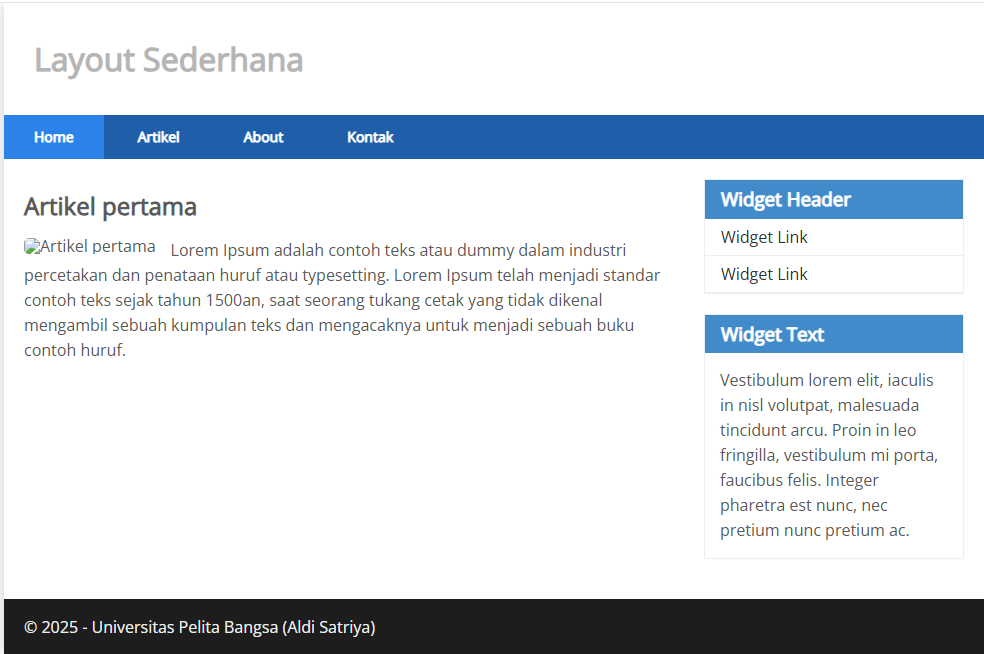 Layout Sederhana
Home Artikel About Kontak
Artikel pertama
Artikel pertama Lorem Ipsum adalah contoh teks atau dummy dalam industri
percetakan dan penataan huruf atau typesetting. Lorem Ipsum telah menjadi standar
contoh teks sejak tahun 1500an, saat seorang tukang cetak yang tidak dikenal
mengambil sebuah kumpulan teks dan mengacaknya untuk menjadi sebuah buku
contoh huruf.
Widget Header
Widget Link
Widget Link
Widget Text
Vestibulum lorem elit, iaculis
in nisl volutpat, malesuada
tincidunt arcu. Proin in leo
fringilla, vestibulum mi porta,
faucibus felis. Integer
pharetra est nunc, nec
pretium nunc pretium ac.
© 2025 - Universitas Pelita Bangsa (Aldi Satriya)